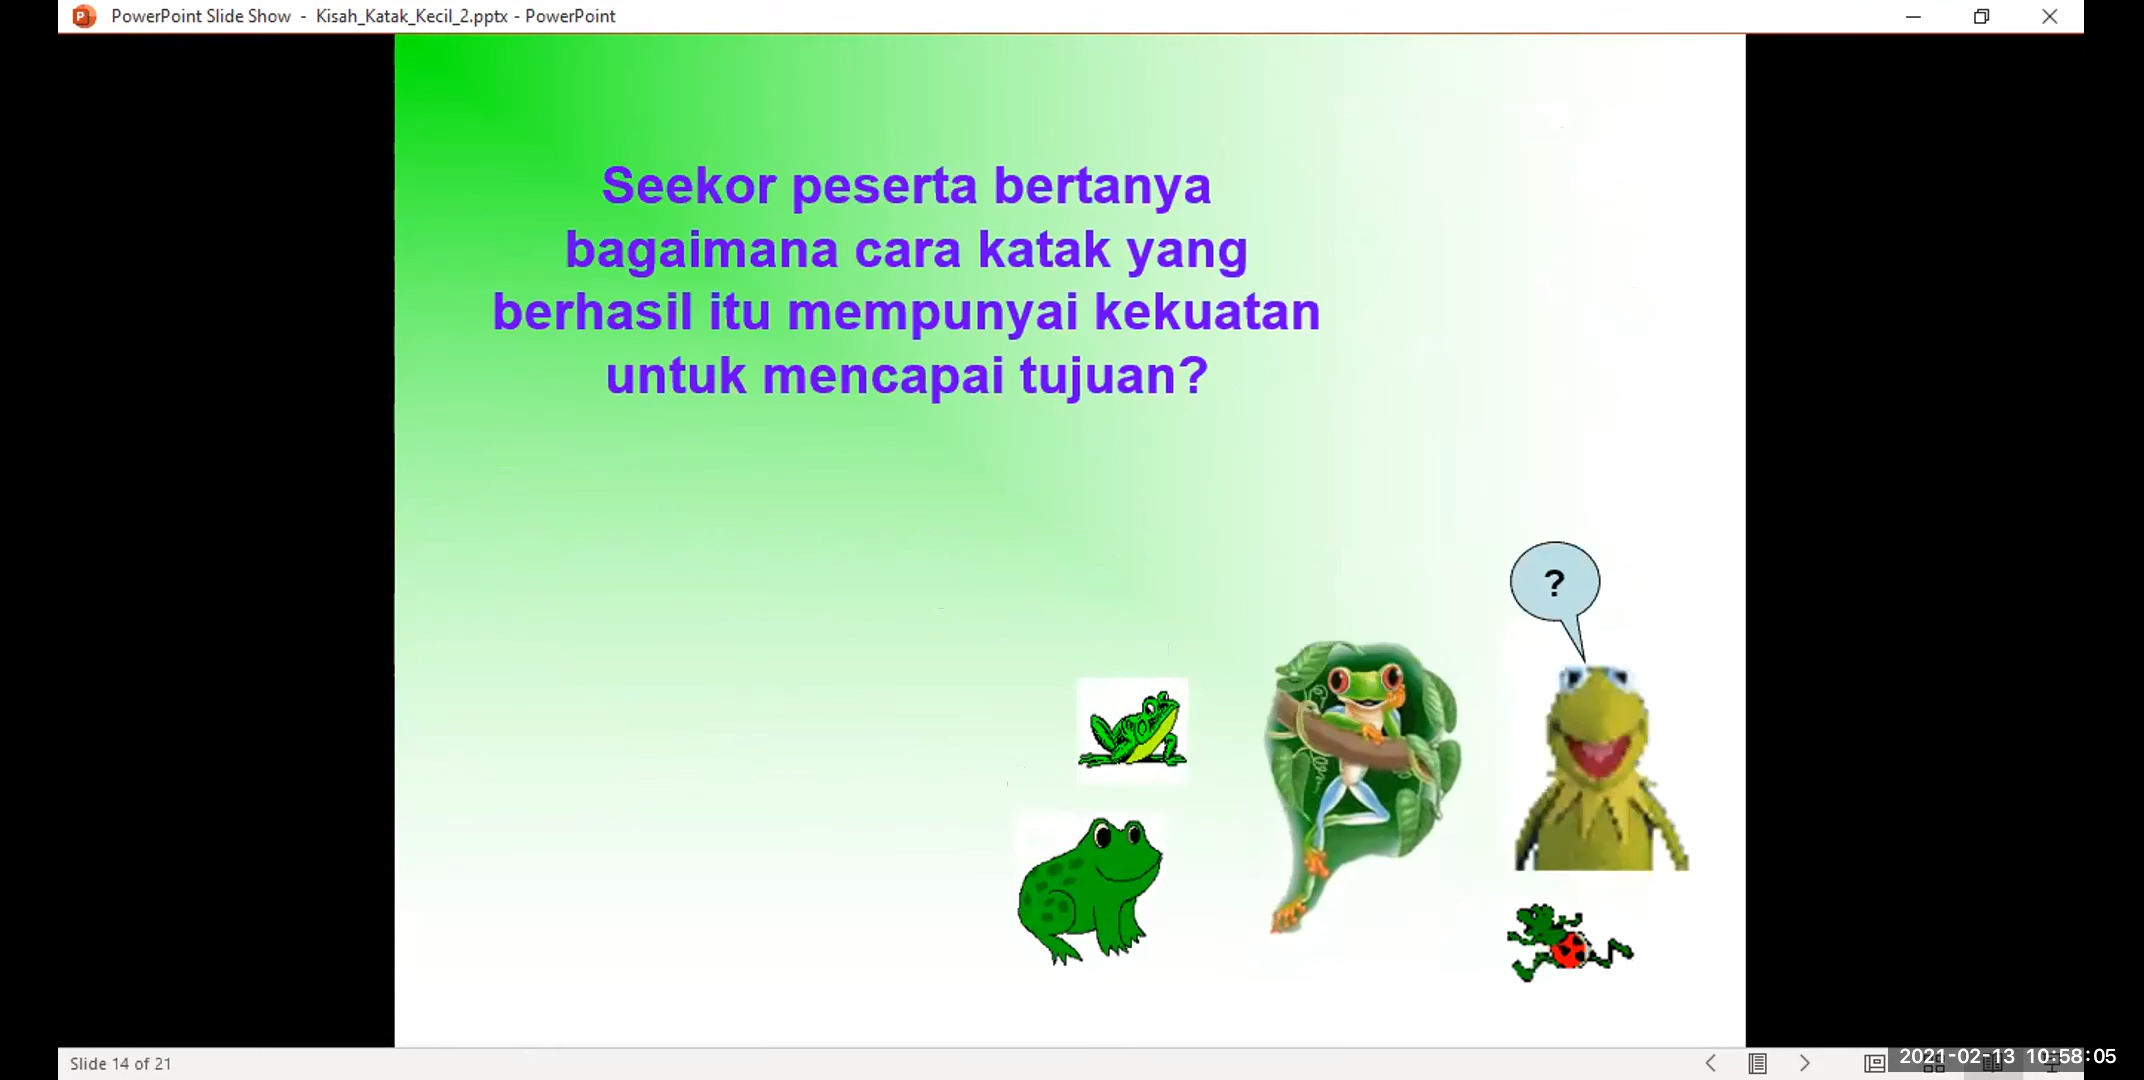 PowerPoint Slide Show - Kisah_Katak_Kecil_2.pptx - PowerPoint
Seekor peserta bertanya
bagaimana cara katak yang
berhasil itu mempunyai kekuatan
untuk mencapai tujuan?
?
Slide 14 of 21
2021-02-13 10:58:05